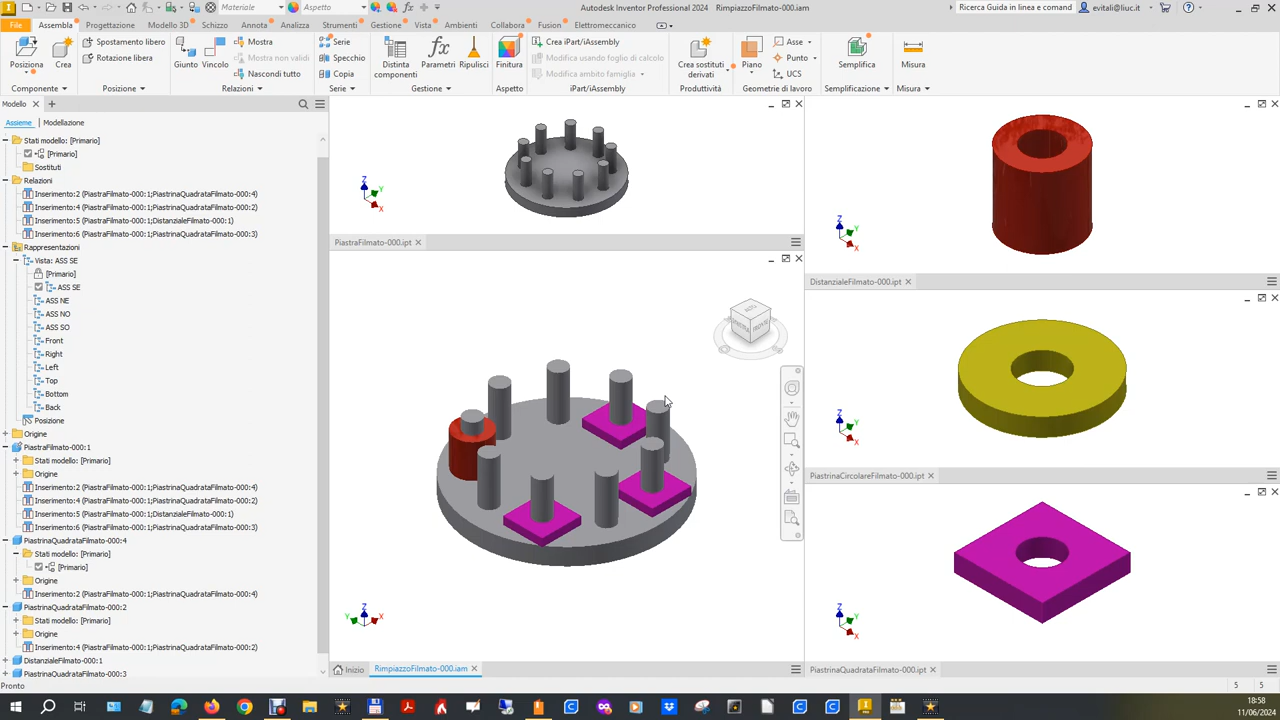 Materiale
Aspetto
Autodesk Inventor Professional 2024 RimpiazzoFilmato-000.iam
Ricerca Guida in linea e comand
evitali@liuc.it
File
Assembla
Progettazione
Modello 3D
Schizzo
Annota
Analizza
Strumenti
Gestione
Vista
Ambienti
Collabora
Fusion
Elettromeccanico
Posiziona
Crea
Spostamento libero
Rotazione libera
Giunto
Vincolo
Mostra
Mostra non validi
Nascondi tutto
Serie
Specchio
Copia
Distinta componenti
Parametri
Ripulisci
Finitura
Crea iPart/iAssembly
Modifica usando foglio di calcolo
Modifica ambito famiglia
Crea sostituti derivati
Piano
Asse
Punto
UCS
Semplifica
Misura
Componente
Posizione
Relazioni
Serie
Gestione
Aspetto
iPart/iAssembly
Produttività
Geometrie di lavoro
Semplificazione
Misura
Modello
Assieme
Modellazione
Stati modello: [Primario]
[Primario]
Sostituti
Relazioni
Inserimento:2 (PiastraFilmato-000:1;PiastrinaQuadrataFilmato-000:4)
Inserimento:4 (PiastraFilmato-000:1;PiastrinaQuadrataFilmato-000:2)
Inserimento:5 (PiastraFilmato-000:1;DistanzialeFilmato-000:1)
Inserimento:6 (PiastraFilmato-000:1;PiastrinaQuadrataFilmato-000:3)
Rappresentazioni
Vista: ASS SE
[Primario]
ASS SE
ASS NE
ASS NO
ASS SO
Front
Right
Left
Top
Bottom
Back
Posizione
Origine
PiastraFilmato-000:1
Stati modello: [Primario]
Origine
Inserimento:2 (PiastraFilmato-000:1;PiastrinaQuadrataFilmato-000:4)
Inserimento:4 (PiastraFilmato-000:1;PiastrinaQuadrataFilmato-000:2)
Inserimento:5 (PiastraFilmato-000:1;DistanzialeFilmato-000:1)
Inserimento:6 (PiastraFilmato-000:1;PiastrinaQuadrataFilmato-000:3)
PiastrinaQuadrataFilmato-000:4
Stati modello: [Primario]
[Primario]
Origine
Inserimento:2 (PiastraFilmato-000:1;PiastrinaQuadrataFilmato-000:4)
PiastrinaQuadrataFilmato-000:2
Stati modello: [Primario]
Origine
Inserimento:4 (PiastraFilmato-000:1;PiastrinaQuadrataFilmato-000:2)
DistanzialeFilmato-000:1
PiastrinaQuadrataFilmato-000:3
Z
Y
X
PiastraFilmato-000.ipt
Z
Y
X
Inizio
RimpiazzoFilmato-000.iam
Z
Y
X
DistanzialeFilmato-000.ipt
Z
Y
X
PiastrinaCircolareFilmato-000.ipt
Z
Y
X
PiastrinaQuadrataFilmato-000.ipt
Pronto
5
5
18:58
11/06/2024